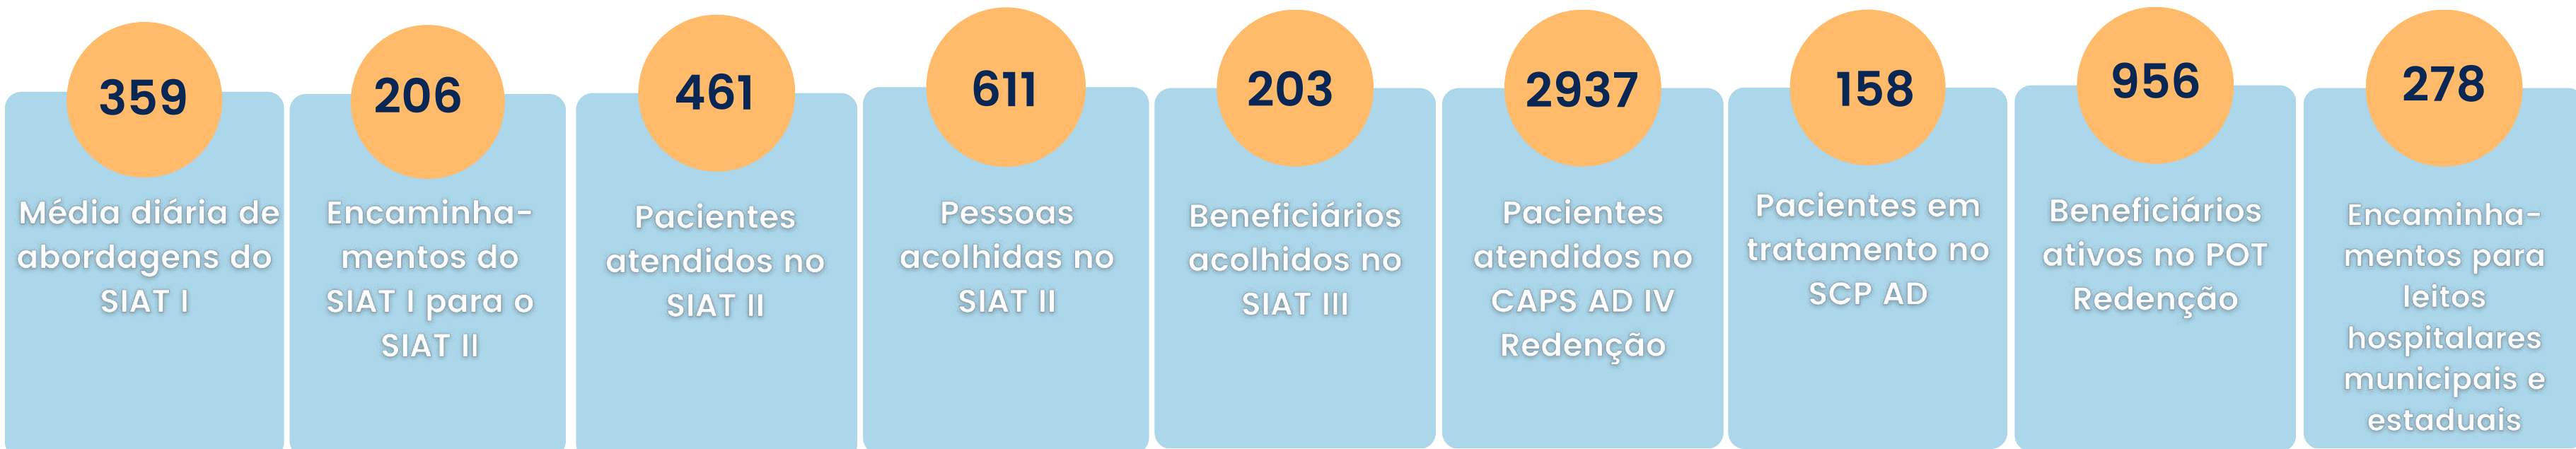 359
Média diária de
abordagens do
SIAT I
206
Encaminha-
mentos do
SIAT I para o
SIAT II
461
Pacientes
atendidos no
SIAT II
611
Pessoas
acolhidas no
SIAT II
203
Beneficiários
acolhidos no
SIAT III
2937
Pacientes
atendidos no
CAPS AD IV
Redenção
158
Pacientes em
tratamento no
SCP AD
956
Beneficiários
ativos no POT
Redenção
278
Encaminha-
mentos para
leitos
hospitalares
municipais e
estaduais